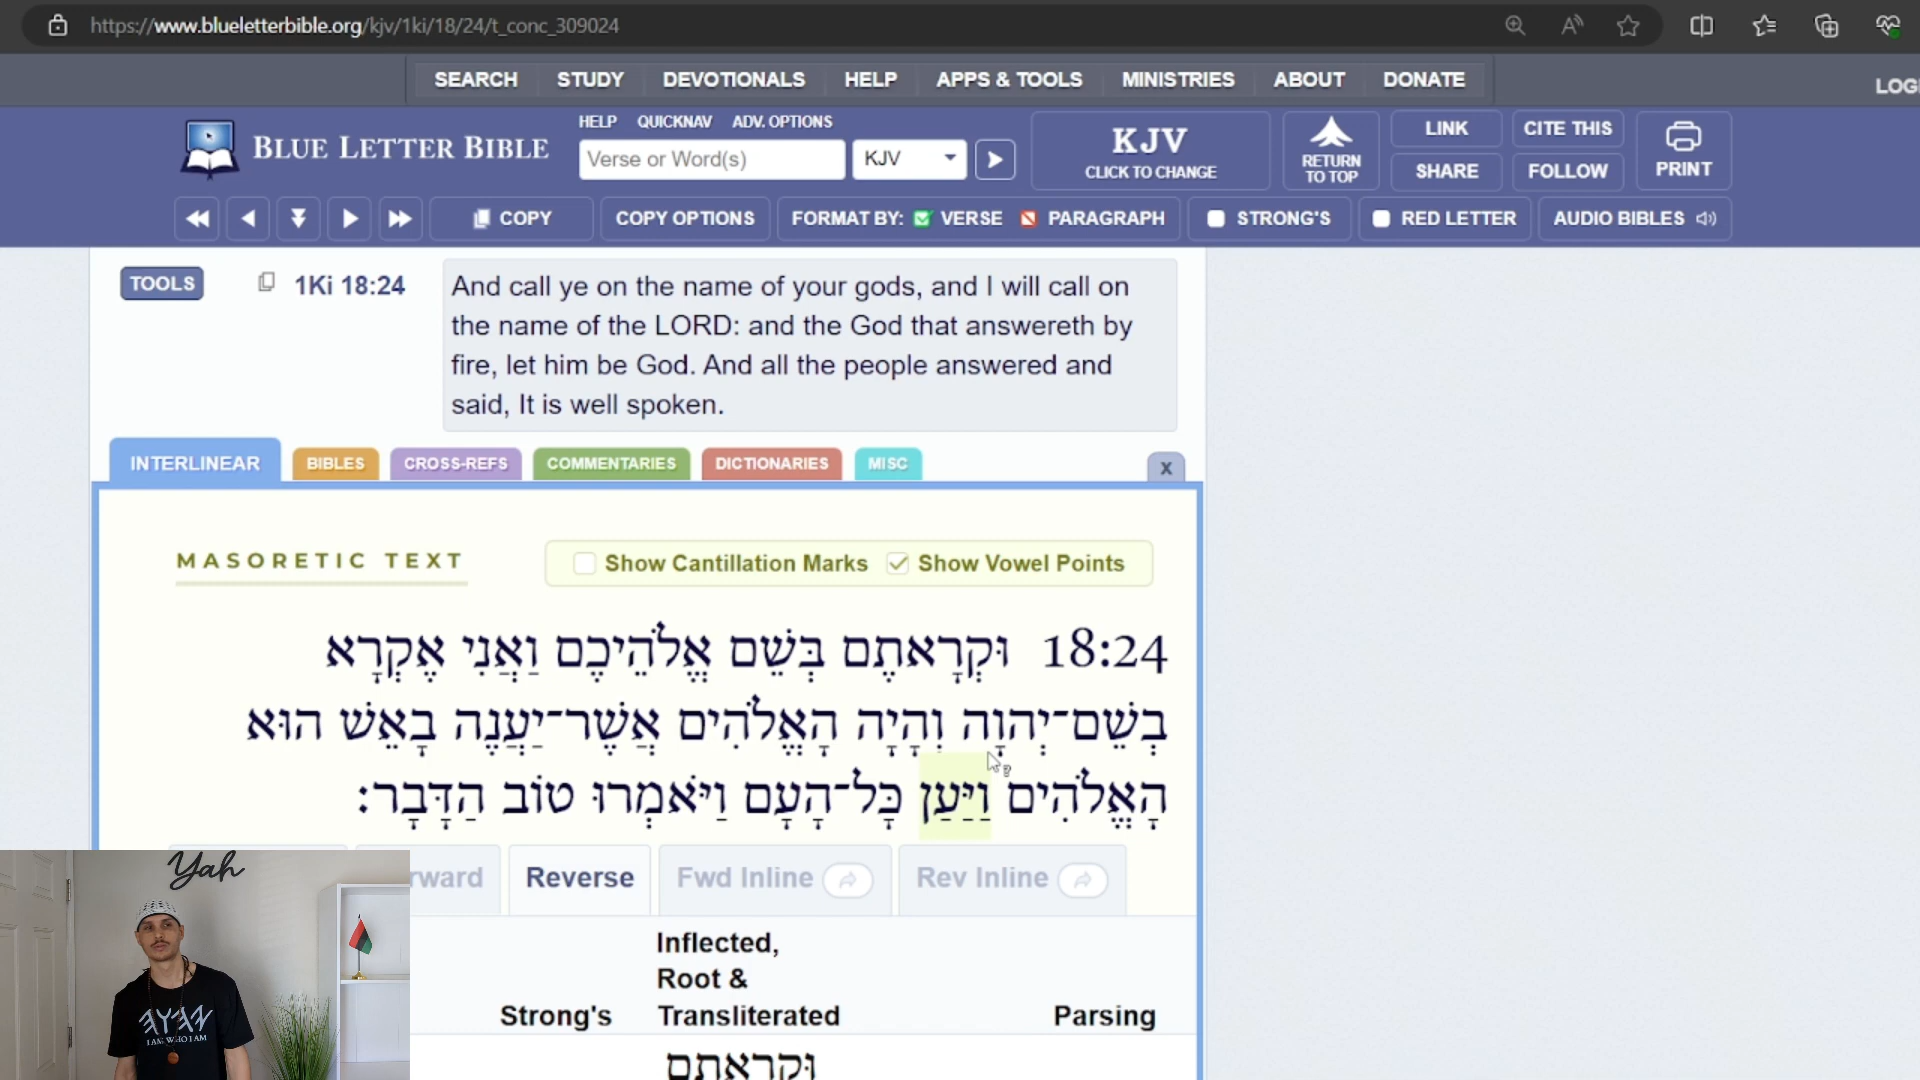 https://www.blueletterbible.org/kjv/1ki/18/24/t_conc_309024
SEARCH STUDY DEVOTIONALS HELP APPS & TOOLS MINISTRIES ABOUT DONATE
LOGI
BLUE LETTER BIBLE
HELP QUICKNAV ADV. OPTIONS
Verse or Word(s) KJV
KJV
CLICK TO CHANGE
RETURN
TO TOP
LINK CITE THIS
SHARE FOLLOW
PRINT
COPY COPY OPTIONS FORMAT BY: VERSE PARAGRAPH STRONG'S RED LETTER AUDIO BIBLES
TOOLS 1Ki 18:24
And call ye on the name of your gods, and I will call on
the name of the LORD: and the God that answereth by
fire, let him be God. And all the people answered and
said, It is well spoken.
INTERLINEAR BIBLES CROSS-REFS COMMENTARIES DICTIONARIES MISC X
MASORETIC TEXT Show Cantillation Marks Show Vowel Points
18:24 וּקְרָאתֶם בְּשֵׁם אֱלֹהֵיכֶם וַאֲנִי אֶקְרָא
בְשֵׁם־יְהוָה וְהָיָה הָאֱלֹהִים אֲשֶׁר־יַעֲנֶה בָאֵשׁ הוּא
הָאֱלֹהִים וַיַּעַן כָּל־הָעָם וַיֹּאמְרוּ טוֹב הַדָּבָר׃
rward Reverse Fwd Inline Rev Inline
Inflected,
Root &
Strong's Transliterated Parsing
וּקְרָאתֶם
Yah
I AM WHO I AM